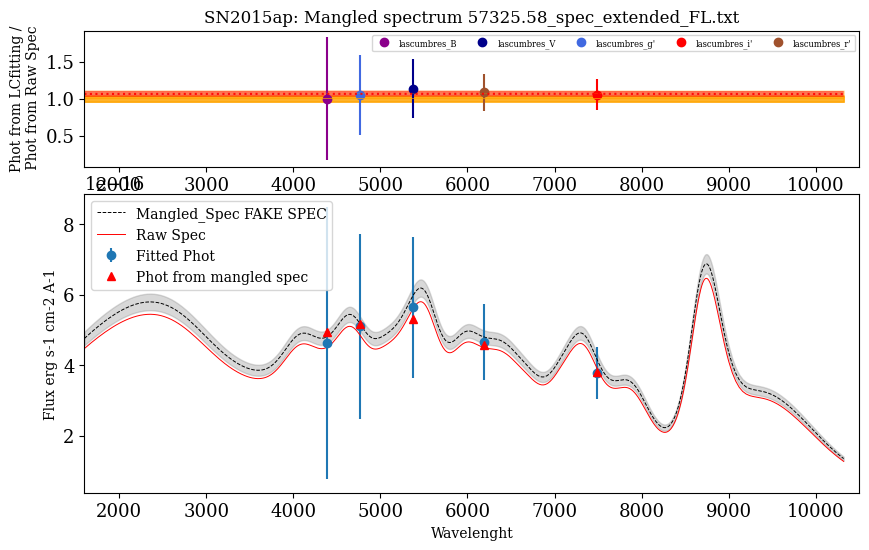 SN2015ap: Mangled spectrum 57325.58_spec_extended_FL.txt
Phot from LCfitting /
Phot from Raw Spec
1.5
1.0
0.5
lascumbres_B lascumbres_V lascumbres_g' lascumbres_i' lascumbres_r'
2000 3000 4000 5000 6000 7000 8000 9000 10000
1e−16
Flux erg s-1 cm-2 A-1
8
6
4
2
Mangled_Spec FAKE SPEC
Raw Spec
Fitted Phot
Phot from mangled spec
2000 3000 4000 5000 6000 7000 8000 9000 10000
Wavelenght